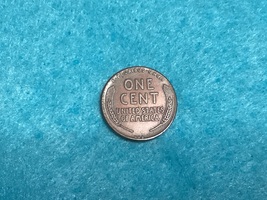 ONE
CENT
UNITED STATES
OF AMERICA